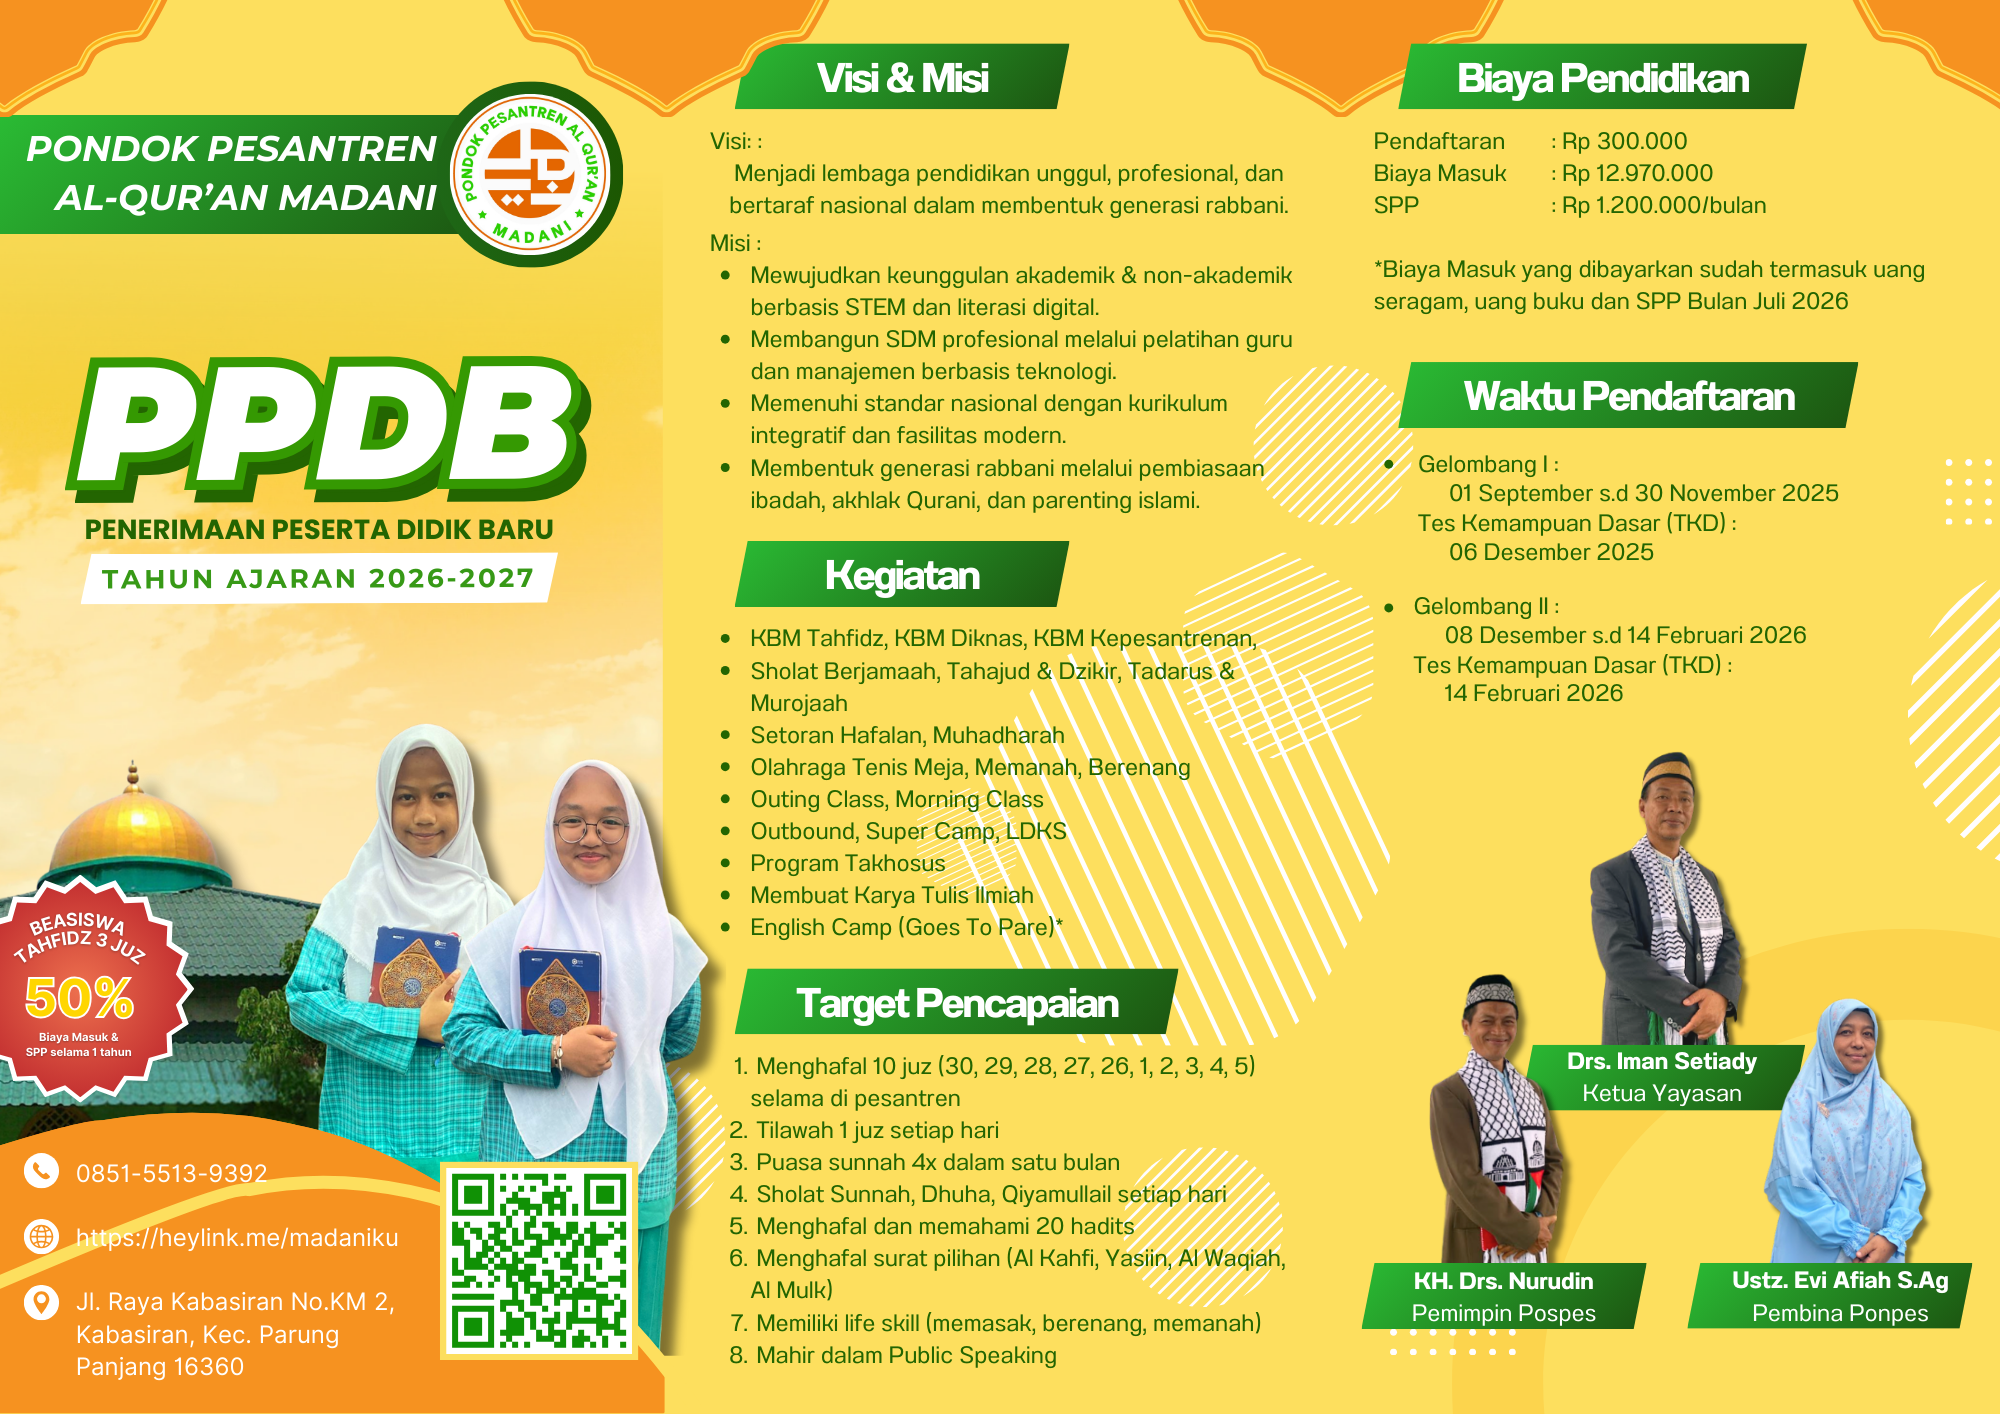 PONDOK PESANTREN
AL-QUR’AN MADANI
PONDOK PESANTREN AL QUR'AN
MADANI
PPDB
PENERIMAAN PESERTA DIDIK BARU
TAHUN AJARAN 2026-2027
BEASISWA
TAHFIDZ 3 JUZ
50%
Biaya Masuk &
SPP selama 1 tahun
0851-5513-9392
https://heylink.me/madaniku
Jl. Raya Kabasiran No.KM 2,
Kabasiran, Kec. Parung
Panjang 16360
Visi & Misi
Visi: :
Menjadi lembaga pendidikan unggul, profesional, dan
bertaraf nasional dalam membentuk generasi rabbani.
Misi :
• Mewujudkan keunggulan akademik & non-akademik
berbasis STEM dan literasi digital.
• Membangun SDM profesional melalui pelatihan guru
dan manajemen berbasis teknologi.
• Memenuhi standar nasional dengan kurikulum
integratif dan fasilitas modern.
• Membentuk generasi rabbani melalui pembiasaan
ibadah, akhlak Qurani, dan parenting islami.
Kegiatan
• KBM Tahfidz, KBM Diknas, KBM Kepesantrenan,
• Sholat Berjamaah, Tahajud & Dzikir, Tadarus &
Murojaah
• Setoran Hafalan, Muhadharah
• Olahraga Tenis Meja, Memanah, Berenang
• Outing Class, Morning Class
• Outbound, Super Camp, LDKS
• Program Takhosus
• Membuat Karya Tulis Ilmiah
• English Camp (Goes To Pare)*
Target Pencapaian
1. Menghafal 10 juz (30, 29, 28, 27, 26, 1, 2, 3, 4, 5)
selama di pesantren
2. Tilawah 1 juz setiap hari
3. Puasa sunnah 4x dalam satu bulan
4. Sholat Sunnah, Dhuha, Qiyamullail setiap hari
5. Menghafal dan memahami 20 hadits
6. Menghafal surat pilihan (Al Kahfi, Yasiin, Al Waqiah,
Al Mulk)
7. Memiliki life skill (memasak, berenang, memanah)
8. Mahir dalam Public Speaking
Biaya Pendidikan
Pendaftaran : Rp 300.000
Biaya Masuk : Rp 12.970.000
SPP : Rp 1.200.000/bulan
*Biaya Masuk yang dibayarkan sudah termasuk uang
seragam, uang buku dan SPP Bulan Juli 2026
Waktu Pendaftaran
• Gelombang I :
01 September s.d 30 November 2025
Tes Kemampuan Dasar (TKD) :
06 Desember 2025
• Gelombang II :
08 Desember s.d 14 Februari 2026
Tes Kemampuan Dasar (TKD) :
14 Februari 2026
Drs. Iman Setiady
Ketua Yayasan
KH. Drs. Nurudin
Pemimpin Pospes
Ustz. Evi Afiah S.Ag
Pembina Ponpes